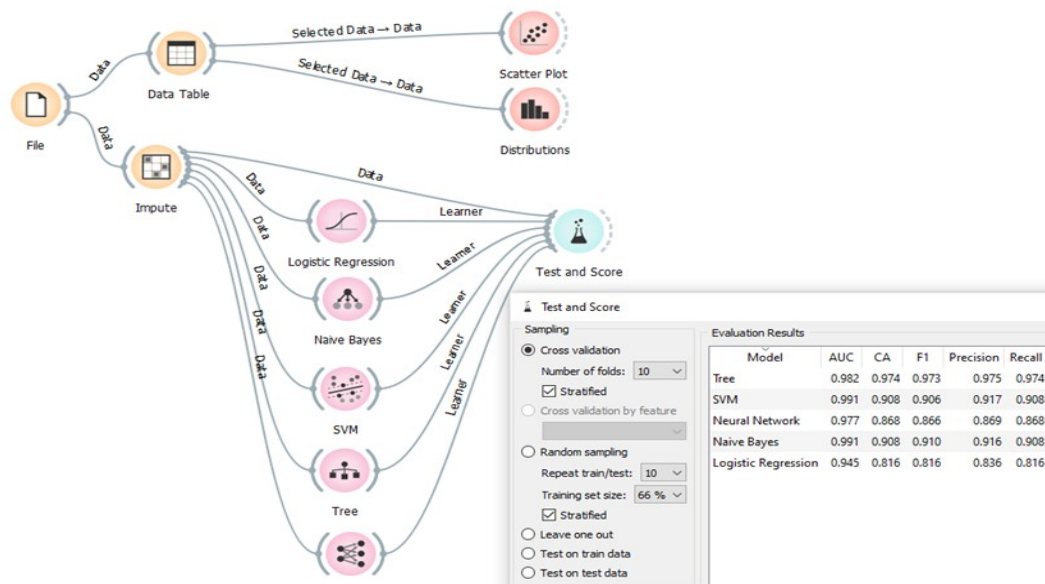 Selected Data → Data
Data
Data Table
Scatter Plot
Selected Data → Data
File
Distributions
Data
Impute
Data
Data
Learner
Logistic Regression
Data
Learner
Test and Score
Naive Bayes
Data
Learner
SVM
Data
Learner
Tree
Data
Learner
Test and Score
Sampling
Cross validation
Number of folds: 10
Stratified
Cross validation by feature
Random sampling
Repeat train/test: 10
Training set size: 66 %
Stratified
Leave one out
Test on train data
Test on test data
Evaluation Results
Model AUC CA F1 Precision Recall
Tree 0.982 0.974 0.973 0.975 0.974
SVM 0.991 0.908 0.906 0.917 0.908
Neural Network 0.977 0.868 0.866 0.869 0.868
Naive Bayes 0.991 0.908 0.910 0.916 0.908
Logistic Regression 0.945 0.816 0.816 0.836 0.816